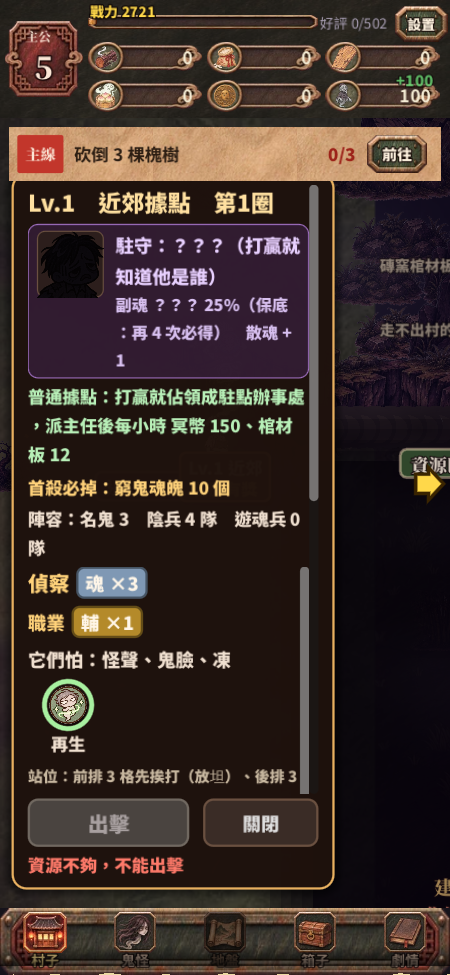 主公
5
戰力.2721
好評 0/502
設置
0
0
0
+100
0
0
100
主線
砍倒 3 棵槐樹
0/3
前往
Lv.1 近郊據點 第1圈
駐守：？？？（打贏就
知道他是誰）
副魂 ？？？ 25%（保底
：再 4 次必得） 散魂 +
1
普通據點：打贏就佔領成駐點辦事處
，派主任後每小時 冥幣 150、棺材
板 12
首殺必掉：窮鬼魂魄 10 個
陣容：名鬼 3 陰兵 4 隊 遊魂兵 0
隊
偵察 魂 ×3
職業 輔 ×1
它們怕：怪聲、鬼臉、凍
再生
站位：前排 3 格先挨打（放坦）、後排 3
出擊
關閉
資源不夠，不能出擊
磚窯棺材板
走不出村的
資源
建
村子
鬼怪
地盤
箱子
劇情